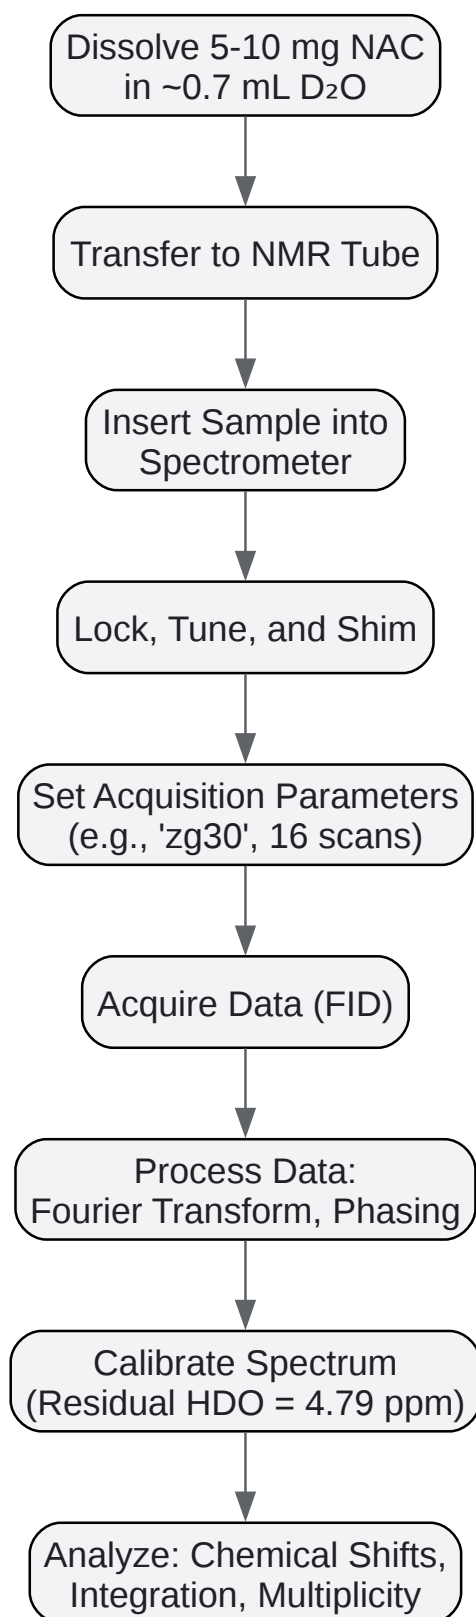 Dissolve 5-10 mg NAC
in ~0.7 mL D₂O
Transfer to NMR Tube
Insert Sample into
Spectrometer
Lock, Tune, and Shim
Set Acquisition Parameters
(e.g., 'zg30', 16 scans)
Acquire Data (FID)
Process Data:
Fourier Transform, Phasing
Calibrate Spectrum
(Residual HDO = 4.79 ppm)
Analyze: Chemical Shifts,
Integration, Multiplicity